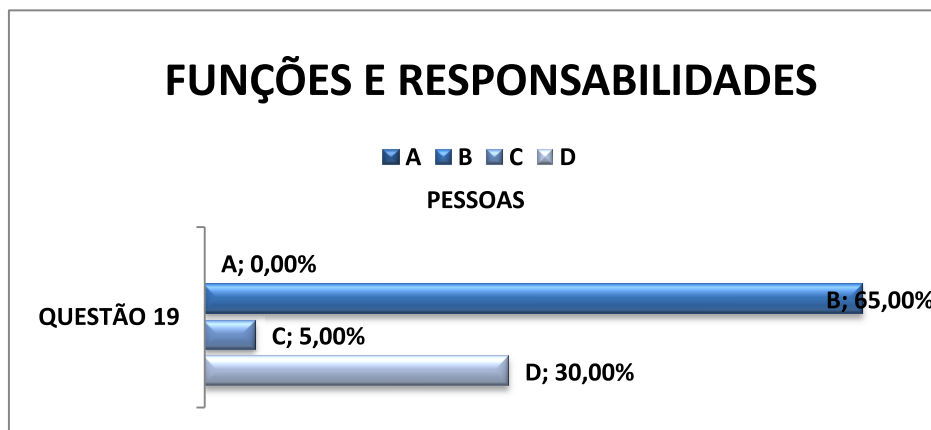 FUNÇÕES E RESPONSABILIDADES
A B C D
PESSOAS
A; 0,00%
B; 65,00%
QUESTÃO 19
C; 5,00%
D; 30,00%